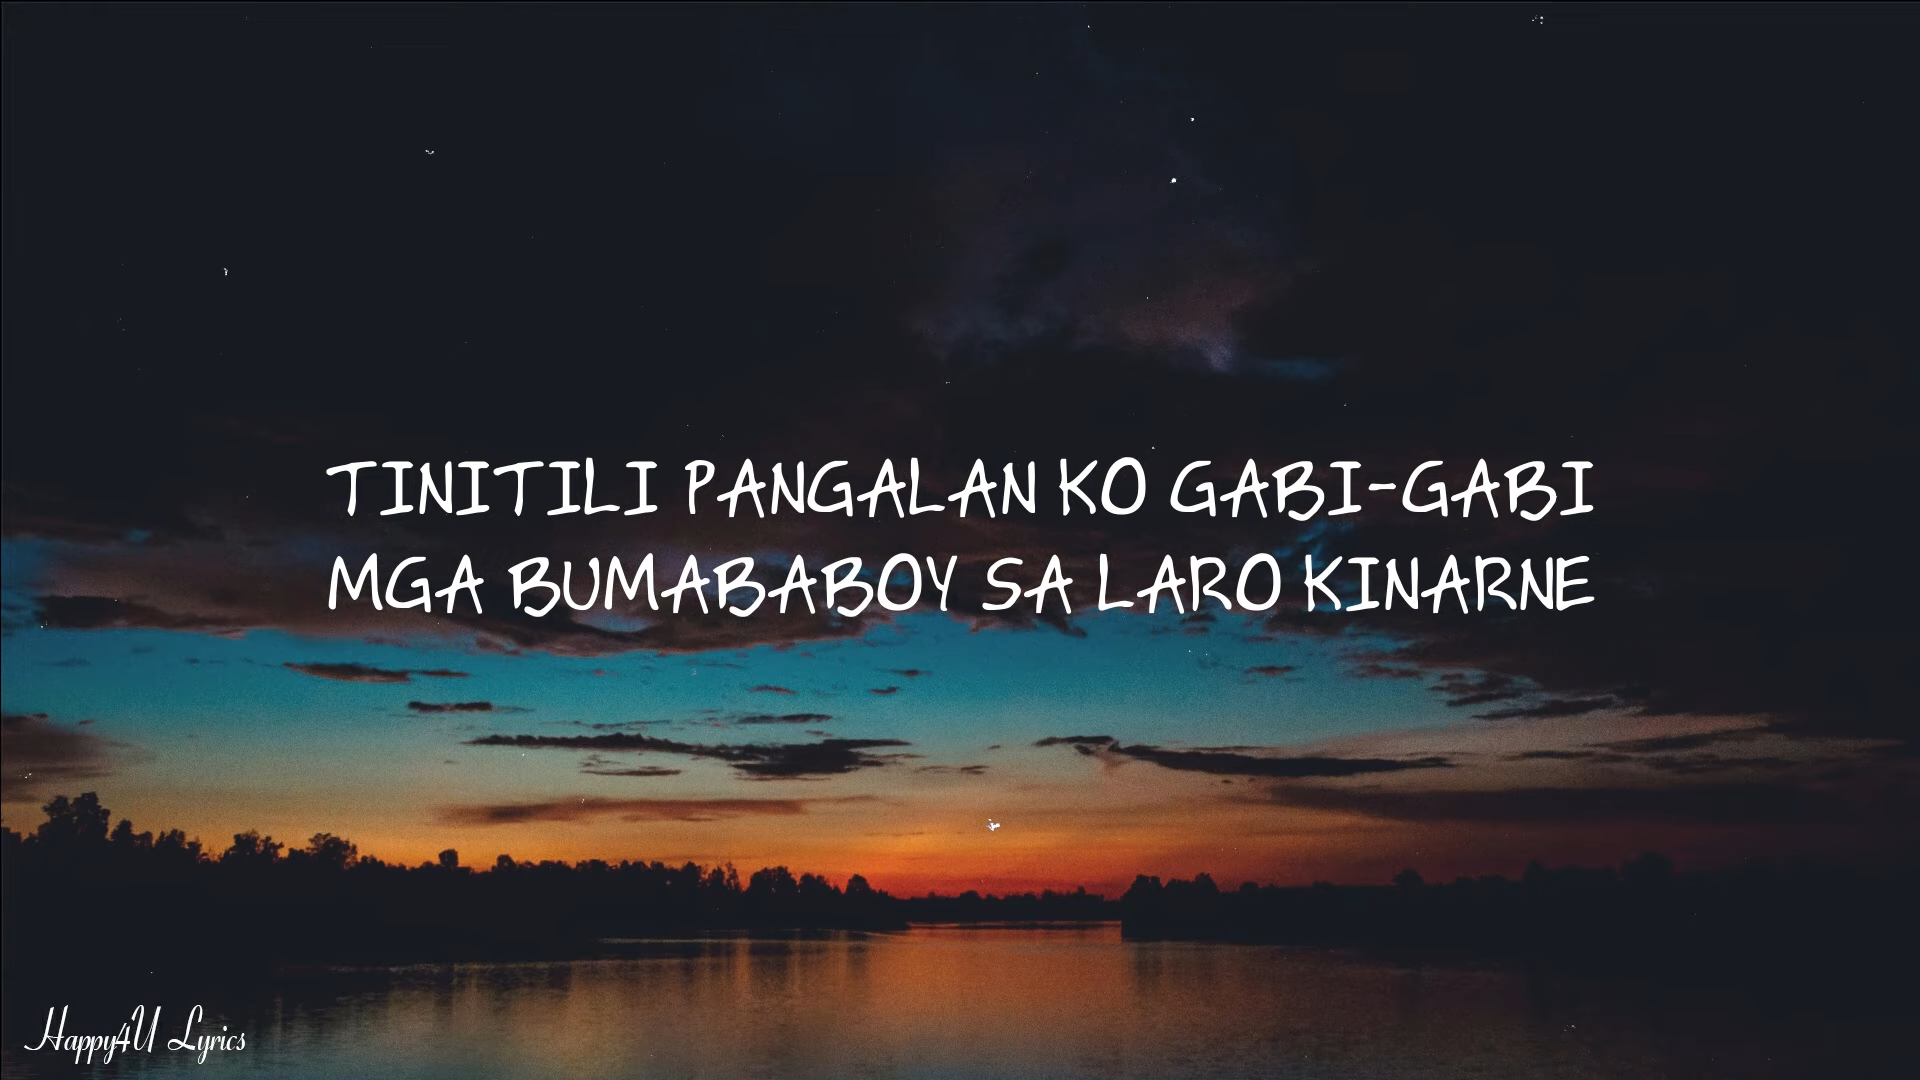 TINITILI PANGALAN KO GABI-GABI
MGA BUMABABOY SA LARO KINARNE
Happy4U Lyrics